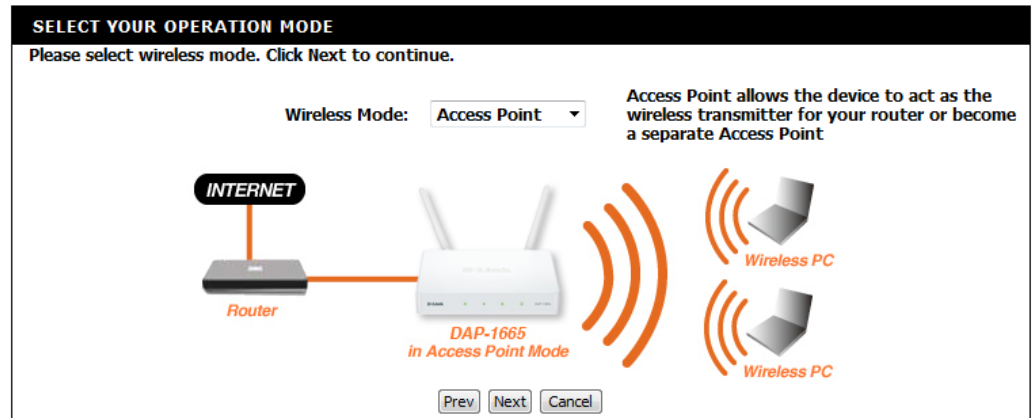 SELECT YOUR OPERATION MODE
Please select wireless mode. Click Next to continue.
Wireless Mode: Access Point
Access Point allows the device to act as the
wireless transmitter for your router or become
a separate Access Point
INTERNET
Router
D-Link
DAP-1665
in Access Point Mode
Wireless PC
Wireless PC
Prev Next Cancel